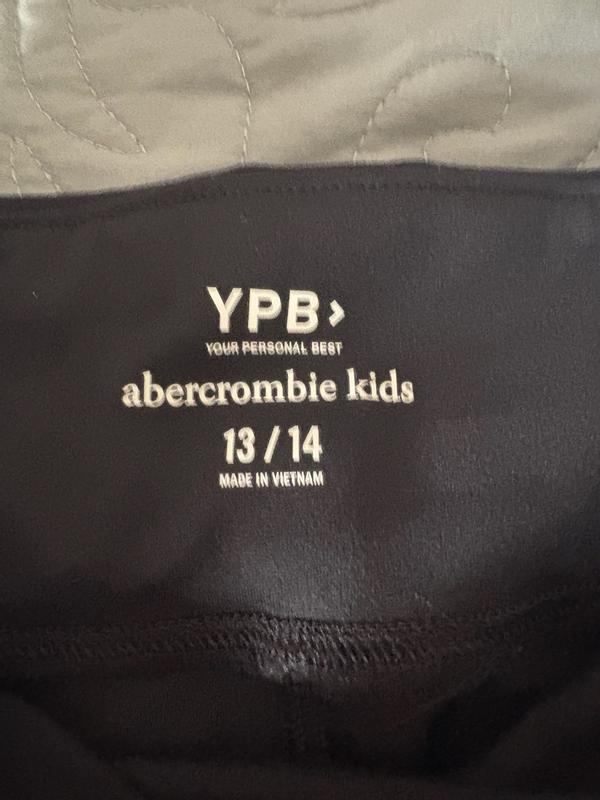 YPB>
YOUR PERSONAL BEST
abercrombie kids
13 / 14
MADE IN VIETNAM